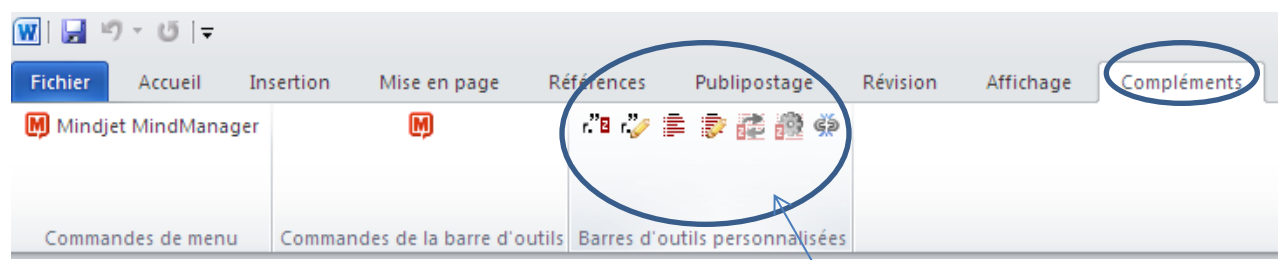 Fichier Accueil Insertion Mise en page Références Publipostage Révision Affichage Compléments
Mindjet MindManager
Commandes de menu Commandes de la barre d'outils Barres d'outils personnalisées